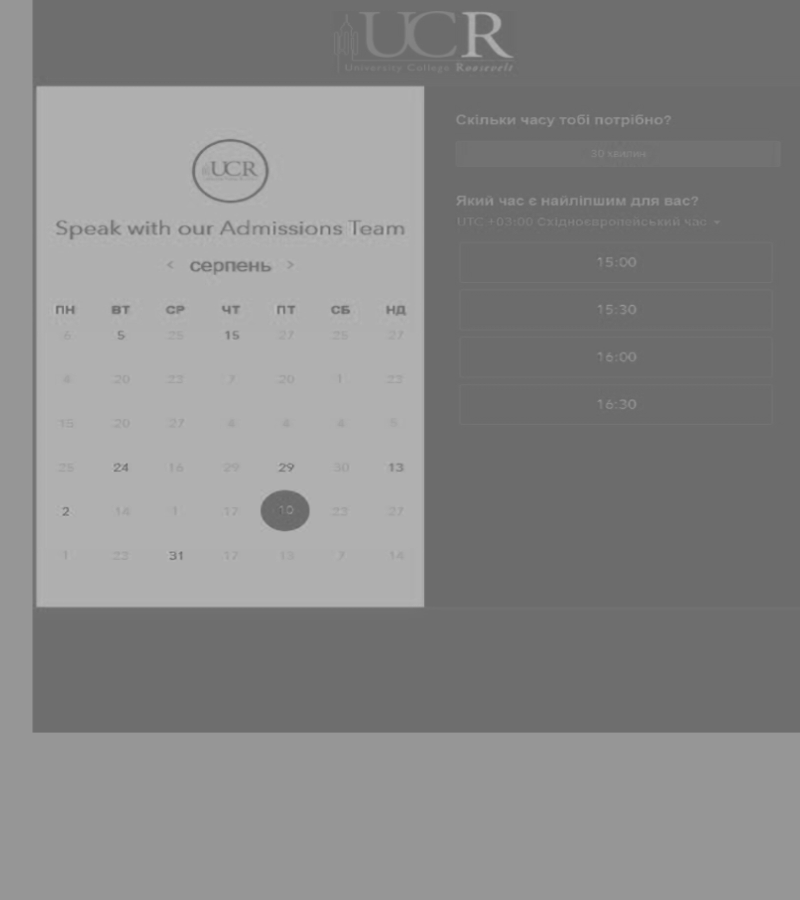 UCR
University College Roosevelt
UCR
Speak with our Admissions Team
< серпень >
ПН ВТ СР ЧТ ПТ СБ НД
6 5 25 15 27 25 27
4 20 23 7 20 1 23
15 20 27 4 4 4 5
25 24 16 29 29 30 13
2 14 1 17 10 23 27
1 23 31 17 13 7 14
Скільки часу тобі потрібно?
30 хвилин
Який час є найліпшим для вас?
UTC +03:00 Східноєвропейський час
15:00
15:30
16:00
16:30